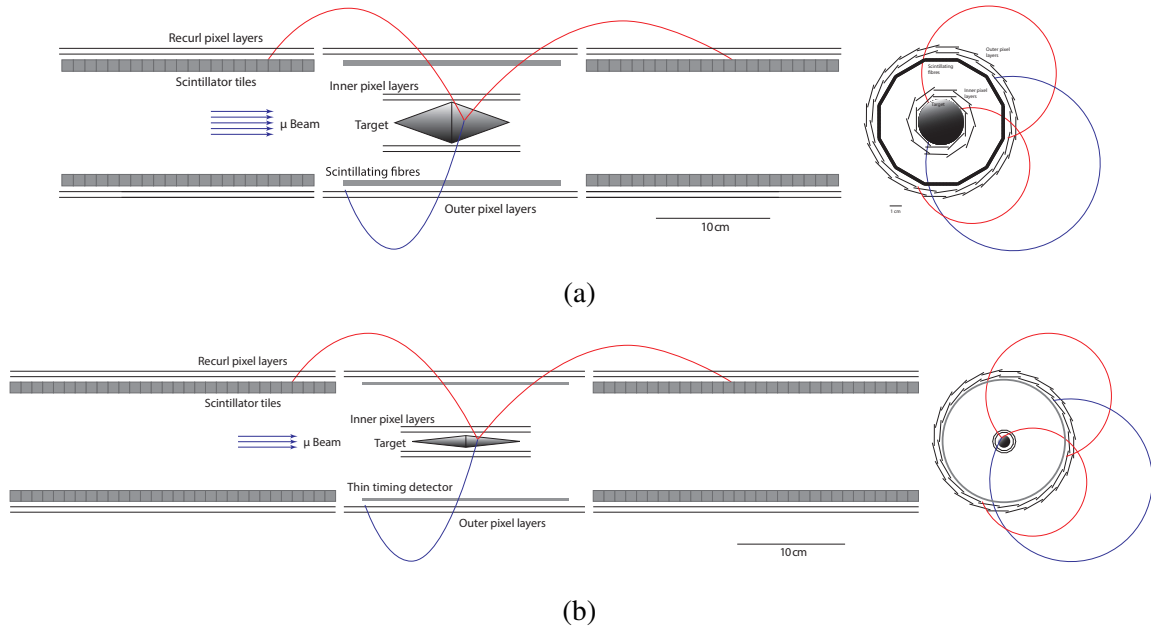 Recurl pixel layers
Scintillator tiles
Inner pixel layers
μ Beam
Target
Scintillating fibres
Outer pixel layers
10 cm
Outer pixel
layers
Scintillating
fibres
Inner pixel
layers
Target
1 cm
(a)
Recurl pixel layers
Scintillator tiles
Inner pixel layers
μ Beam
Target
Thin timing detector
Outer pixel layers
10 cm
(b)